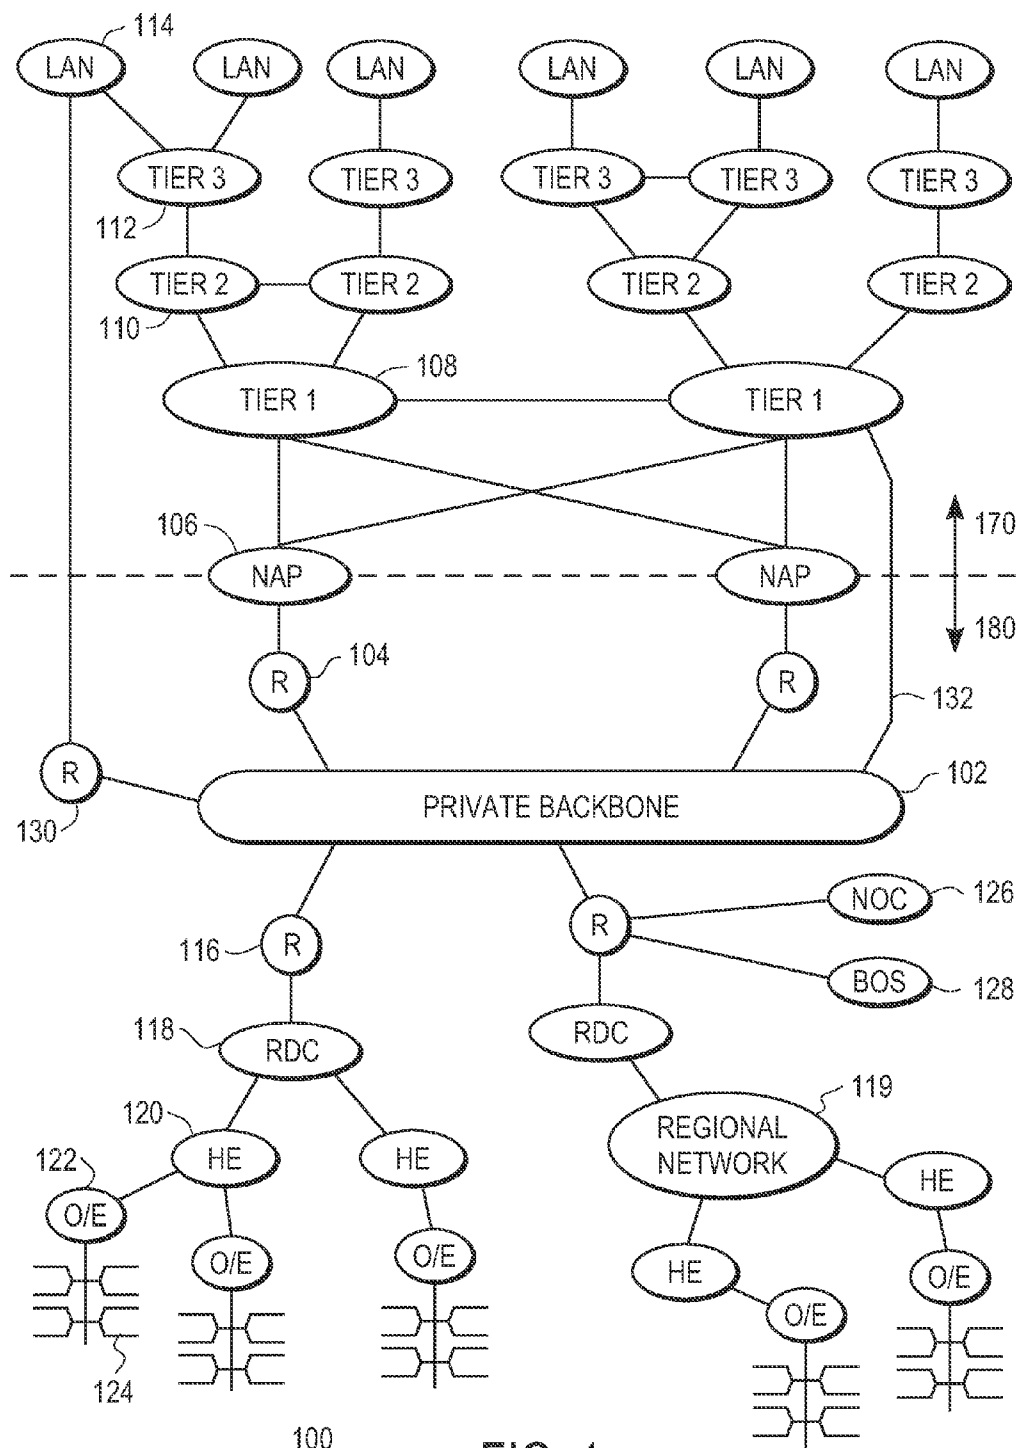 114
LAN LAN LAN LAN LAN LAN
TIER 3 TIER 3 TIER 3 TIER 3 TIER 3
112
TIER 2 TIER 2 TIER 2 TIER 2
110
108
TIER 1 TIER 1
106
170
NAP NAP
180
104
R R
132
R
102
PRIVATE BACKBONE
130
NOC 126
R
116 R
BOS 128
118
RDC
RDC
119
120
REGIONAL
NETWORK
122
HE HE
HE
O/E
O/E O/E
HE
O/E
O/E
124
100